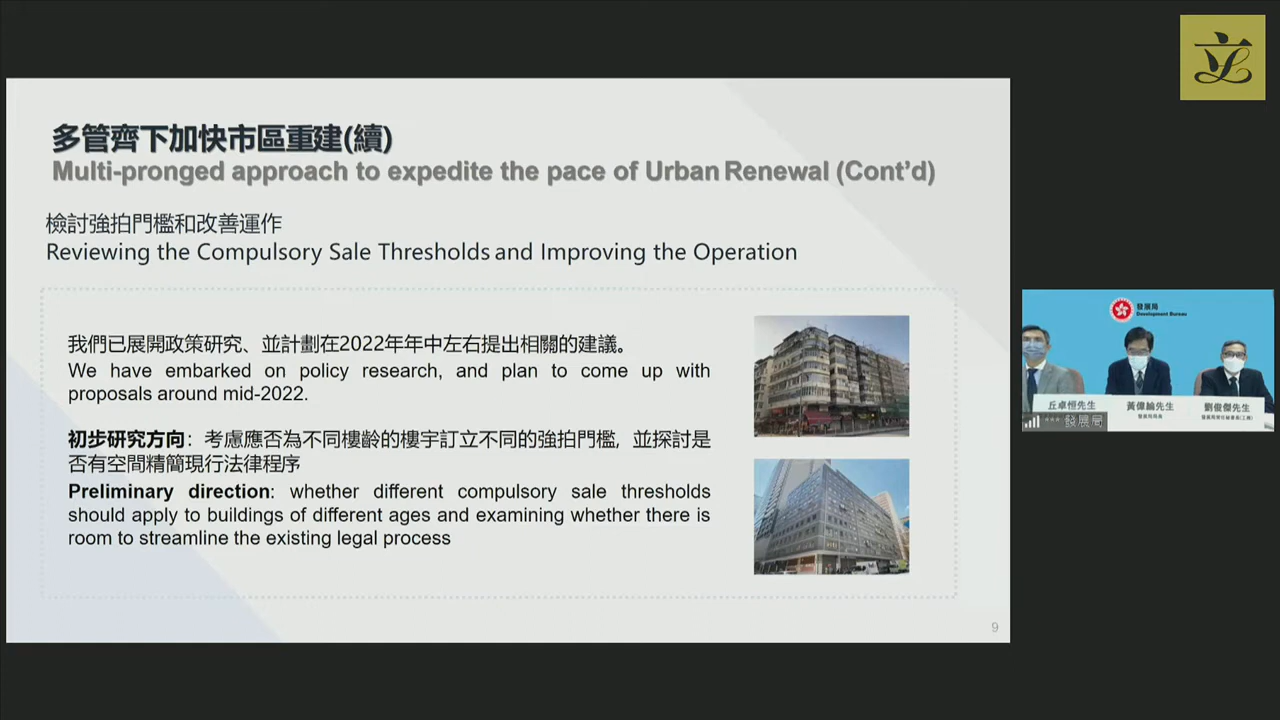 立
多管齊下加快市區重建(續)
Multi-pronged approach to expedite the pace of Urban Renewal (Cont’d)
檢討強拍門檻和改善運作
Reviewing the Compulsory Sale Thresholds and Improving the Operation
我們已展開政策研究、並計劃在2022年年中左右提出相關的建議。
We have embarked on policy research, and plan to come up with
proposals around mid-2022.
初步研究方向：考慮應否為不同樓齡的樓宇訂立不同的強拍門檻，並探討是
否有空間精簡現行法律程序
Preliminary direction: whether different compulsory sale thresholds
should apply to buildings of different ages and examining whether there is
room to streamline the existing legal process
9
發展局
Development Bureau
丘卓恒先生
黃偉綸先生
劉俊傑先生
發展局局長
發展局